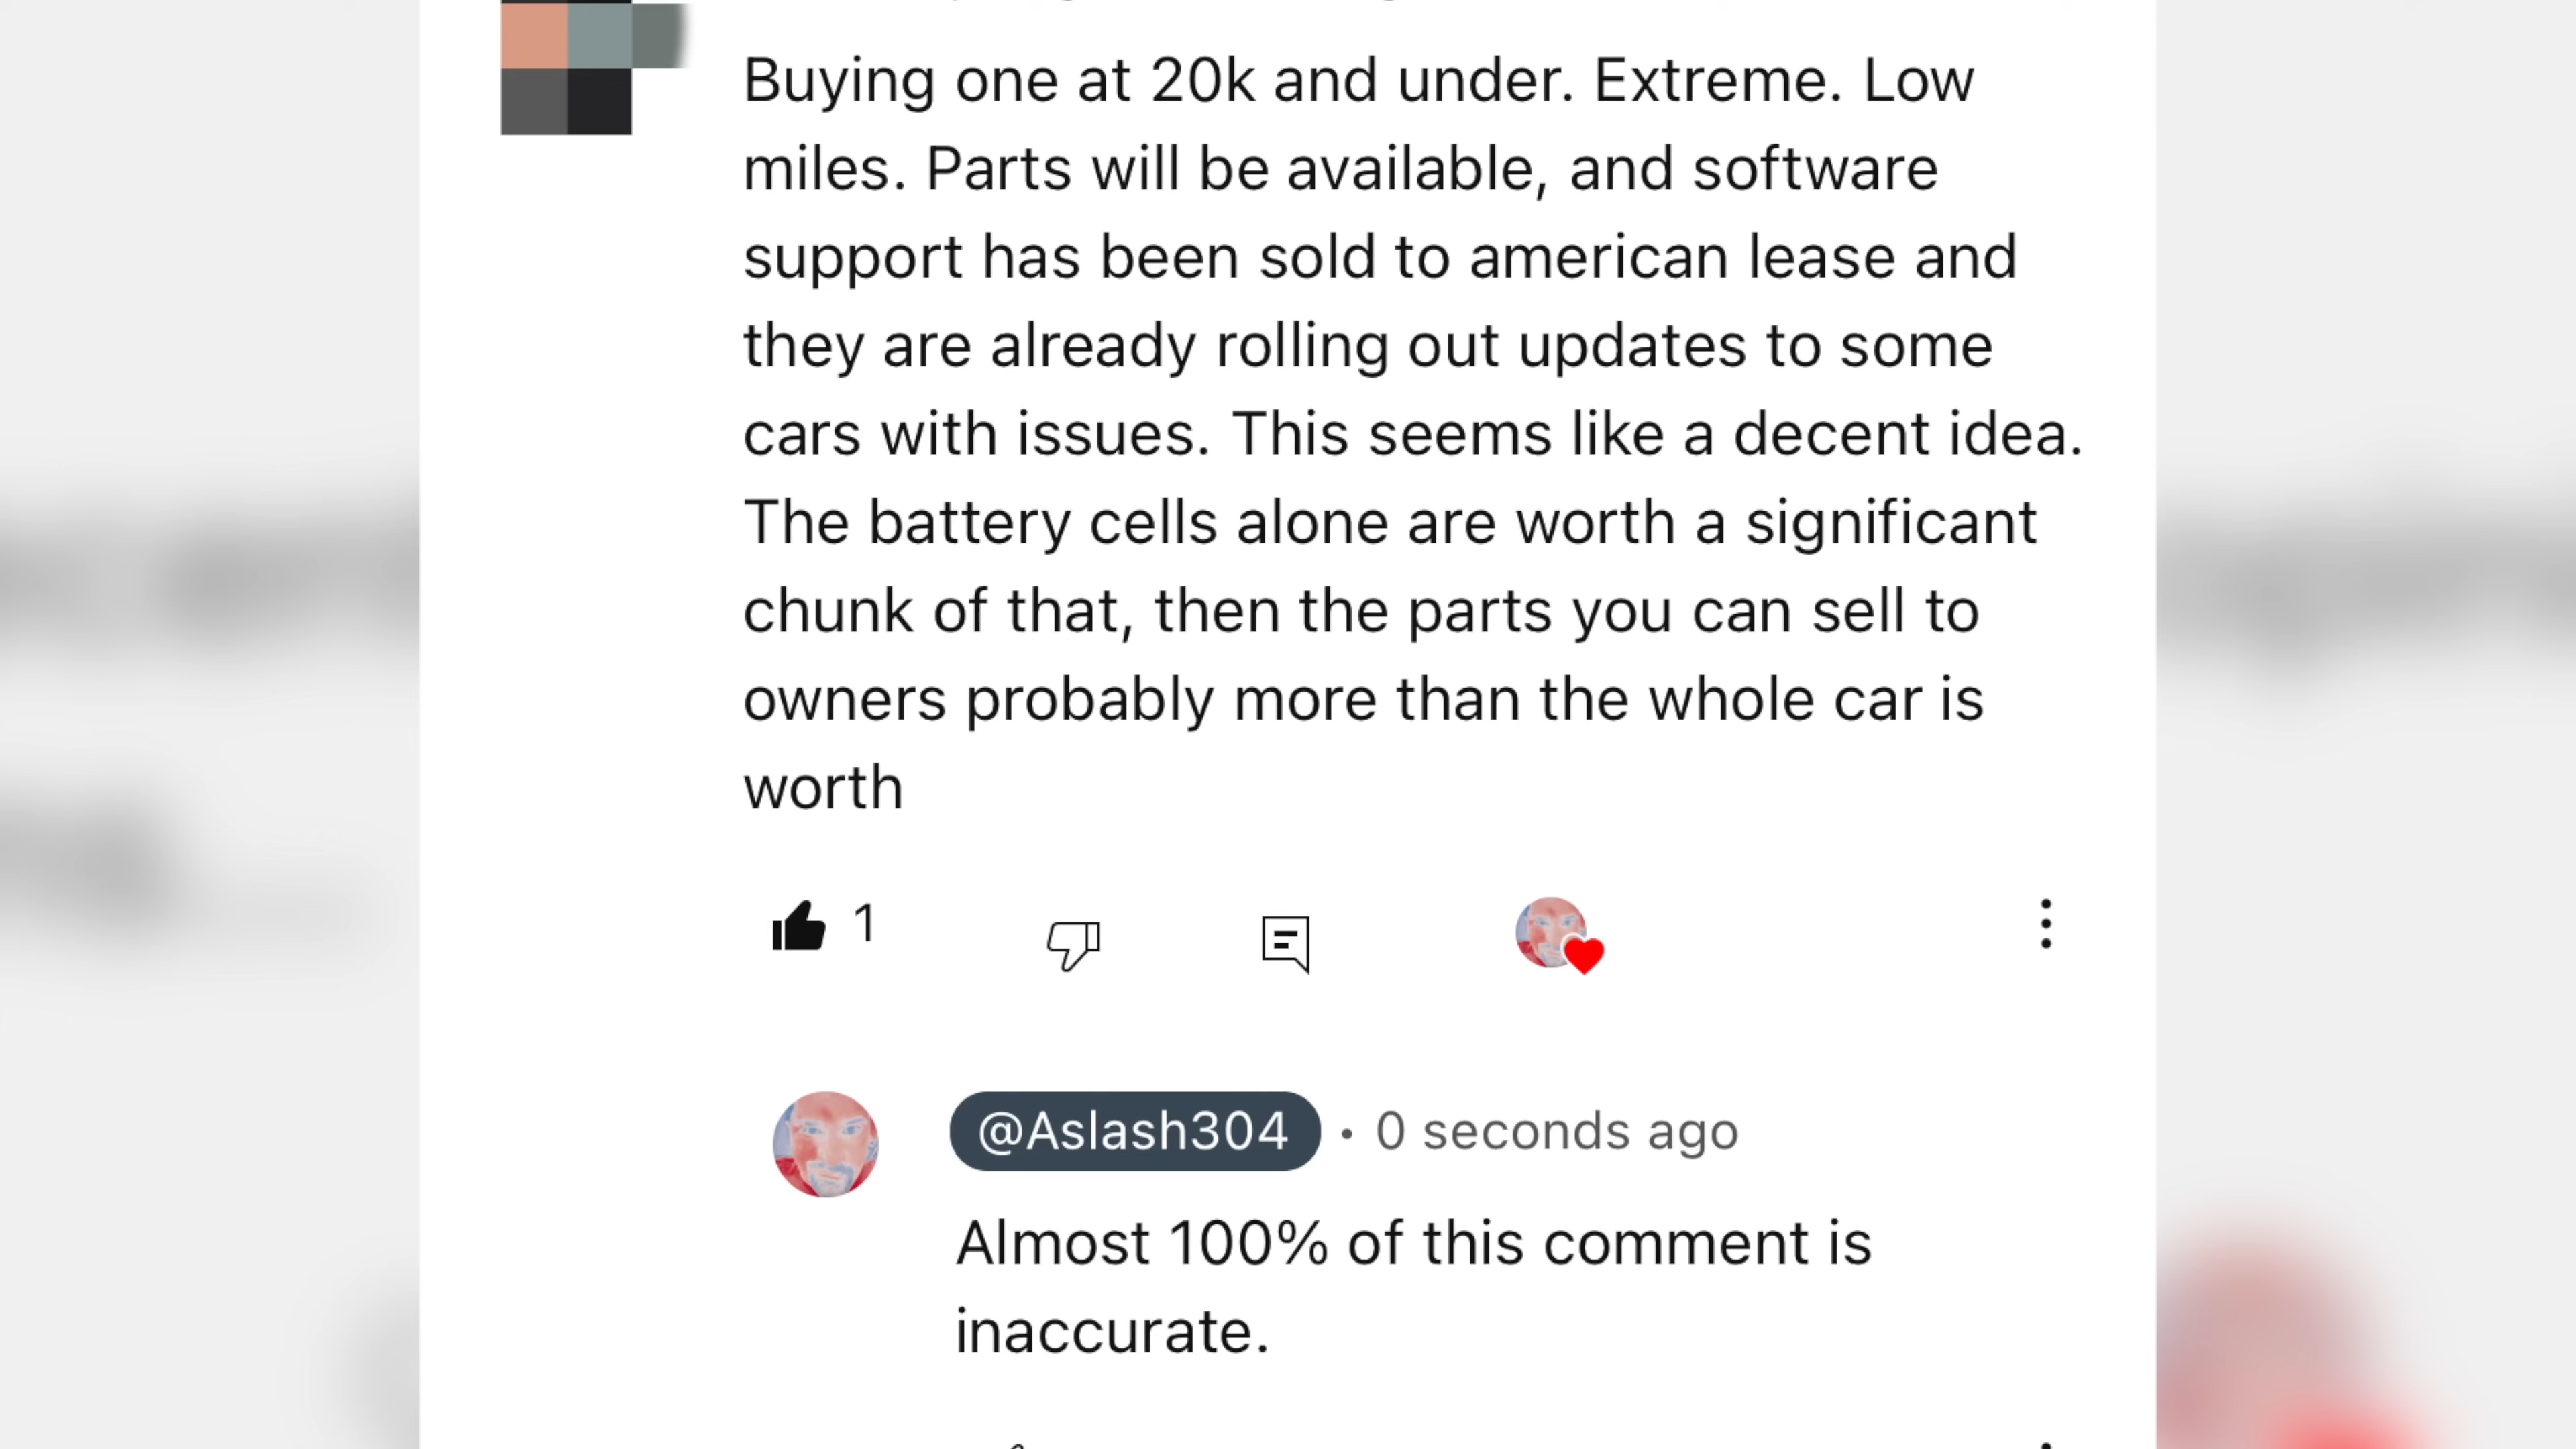 Buying one at 20k and under. Extreme. Low
miles. Parts will be available, and software
support has been sold to american lease and
they are already rolling out updates to some
cars with issues. This seems like a decent idea.
The battery cells alone are worth a significant
chunk of that, then the parts you can sell to
owners probably more than the whole car is
worth
1
@Aslash304 • 0 seconds ago
Almost 100% of this comment is
inaccurate.